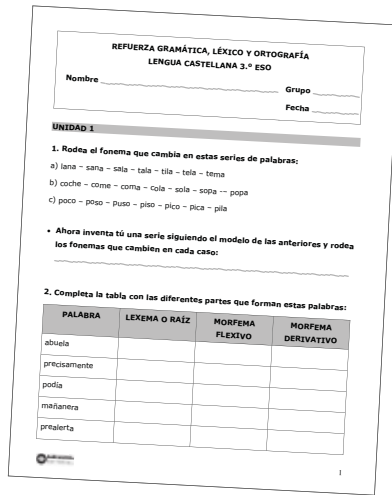 REFUERZA GRAMÁTICA, LÉXICO Y ORTOGRAFÍA
LENGUA CASTELLANA 3.º ESO
Nombre
Grupo
Fecha
UNIDAD 1
1. Rodea el fonema que cambia en estas series de palabras:
a) lana – sana – sala – tala – tila – tela – tema
b) coche – come – coma – cola – sola – sopa -– popa
c) poco – poso – puso – piso – pico – pica – pila
• Ahora inventa tú una serie siguiendo el modelo de las anteriores y rodea
los fonemas que cambien en cada caso:
2. Completa la tabla con las diferentes partes que forman estas palabras:
PALABRA LEXEMA O RAÍZ MORFEMA FLEXIVO MORFEMA DERIVATIVO
abuela
precisamente
podía
mañanera
prealerta
1